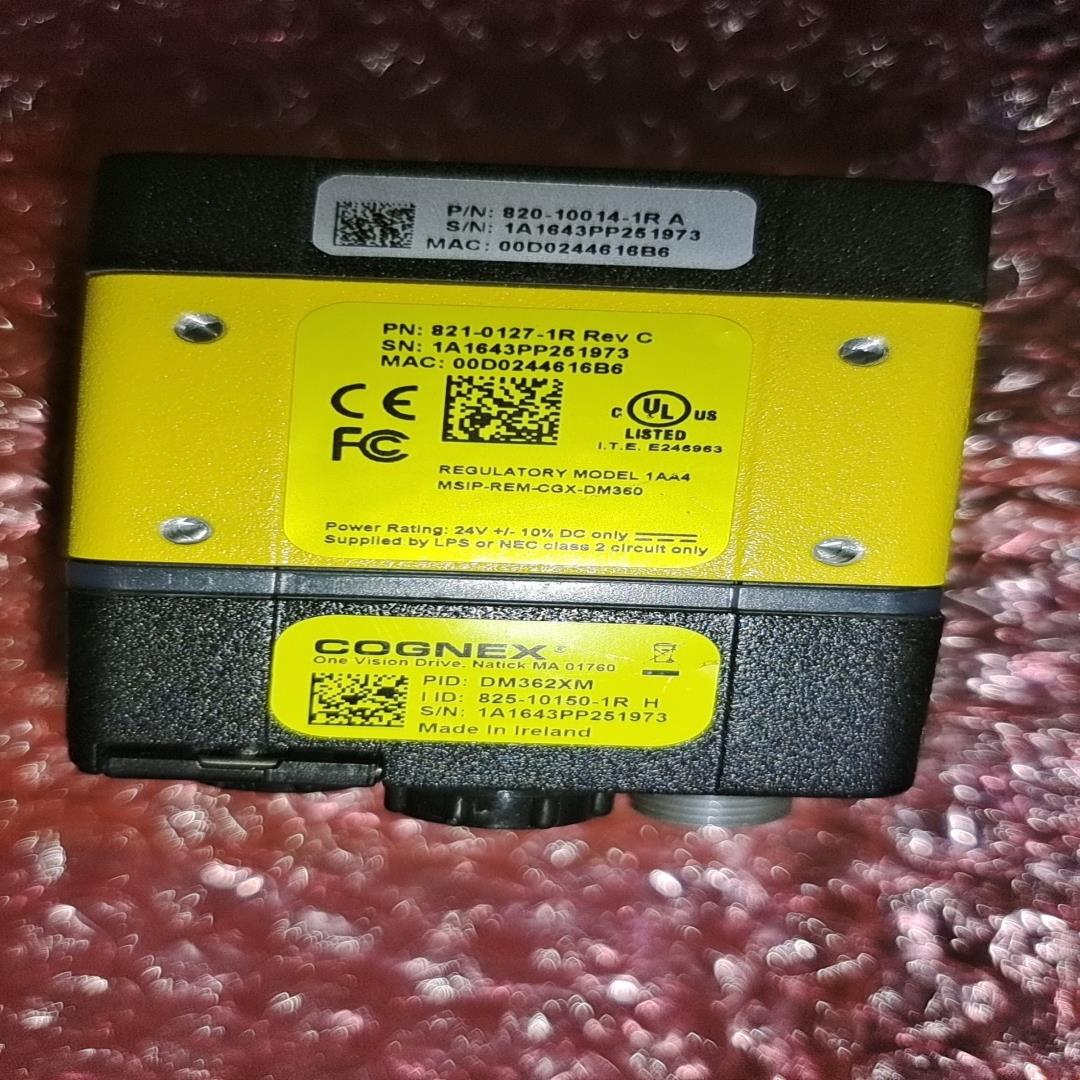 P/N: 820-10014-1R A
S/N: 1A1643PP251973
MAC: 00D0244616B6
PN: 821-0127-1R Rev C
SN: 1A1643PP251973
MAC: 00D0244616B6
CE
FC
C UL US
LISTED
I.T.E. E246963
REGULATORY MODEL 1AA4
MSIP-REM-CGX-DM360
Power Rating: 24V +/- 10% DC only
Supplied by LPS or NEC class 2 circuit only
COGNEX®
One Vision Drive. Natick MA 01760
PID: DM362XM
IID: 825-10150-1R H
S/N: 1A1643PP251973
Made In Ireland